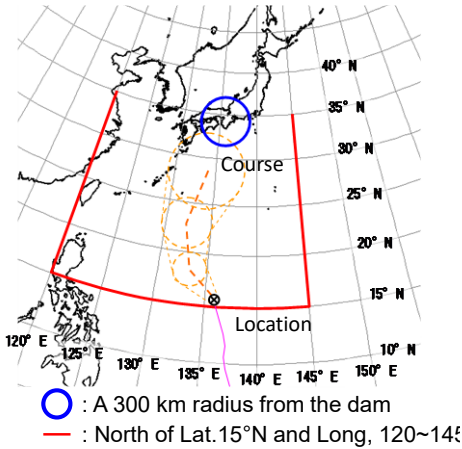 40° N
35° N
30° N
Course
25° N
20° N
15° N
Location
10° N
120° E
125° E
130° E
135° E
140° E
145° E
150° E
: A 300 km radius from the dam
: North of Lat.15°N and Long, 120~145